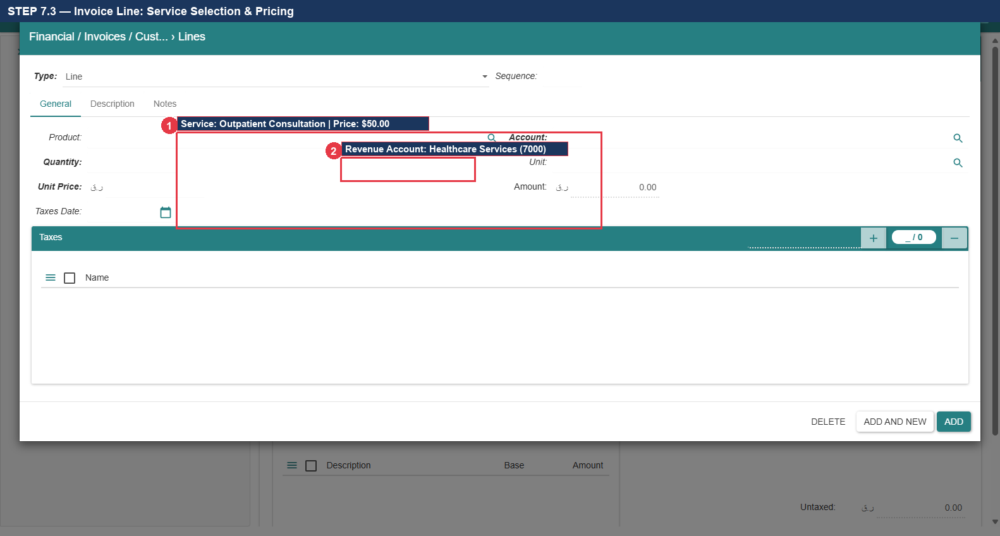 STEP 7.3 — Invoice Line: Service Selection & Pricing
Financial / Invoices / Cust... › Lines
Type: Line
Sequence:
General Description Notes
1 Service: Outpatient Consultation | Price: $50.00
Product:
Account:
2 Revenue Account: Healthcare Services (7000)
Quantity:
Unit:
Unit Price: ر.ق
Amount: ر.ق 0.00
Taxes Date:
Taxes
+ _ / 0 −
Name
DELETE ADD AND NEW ADD
Description Base Amount
Untaxed: ر.ق 0.00